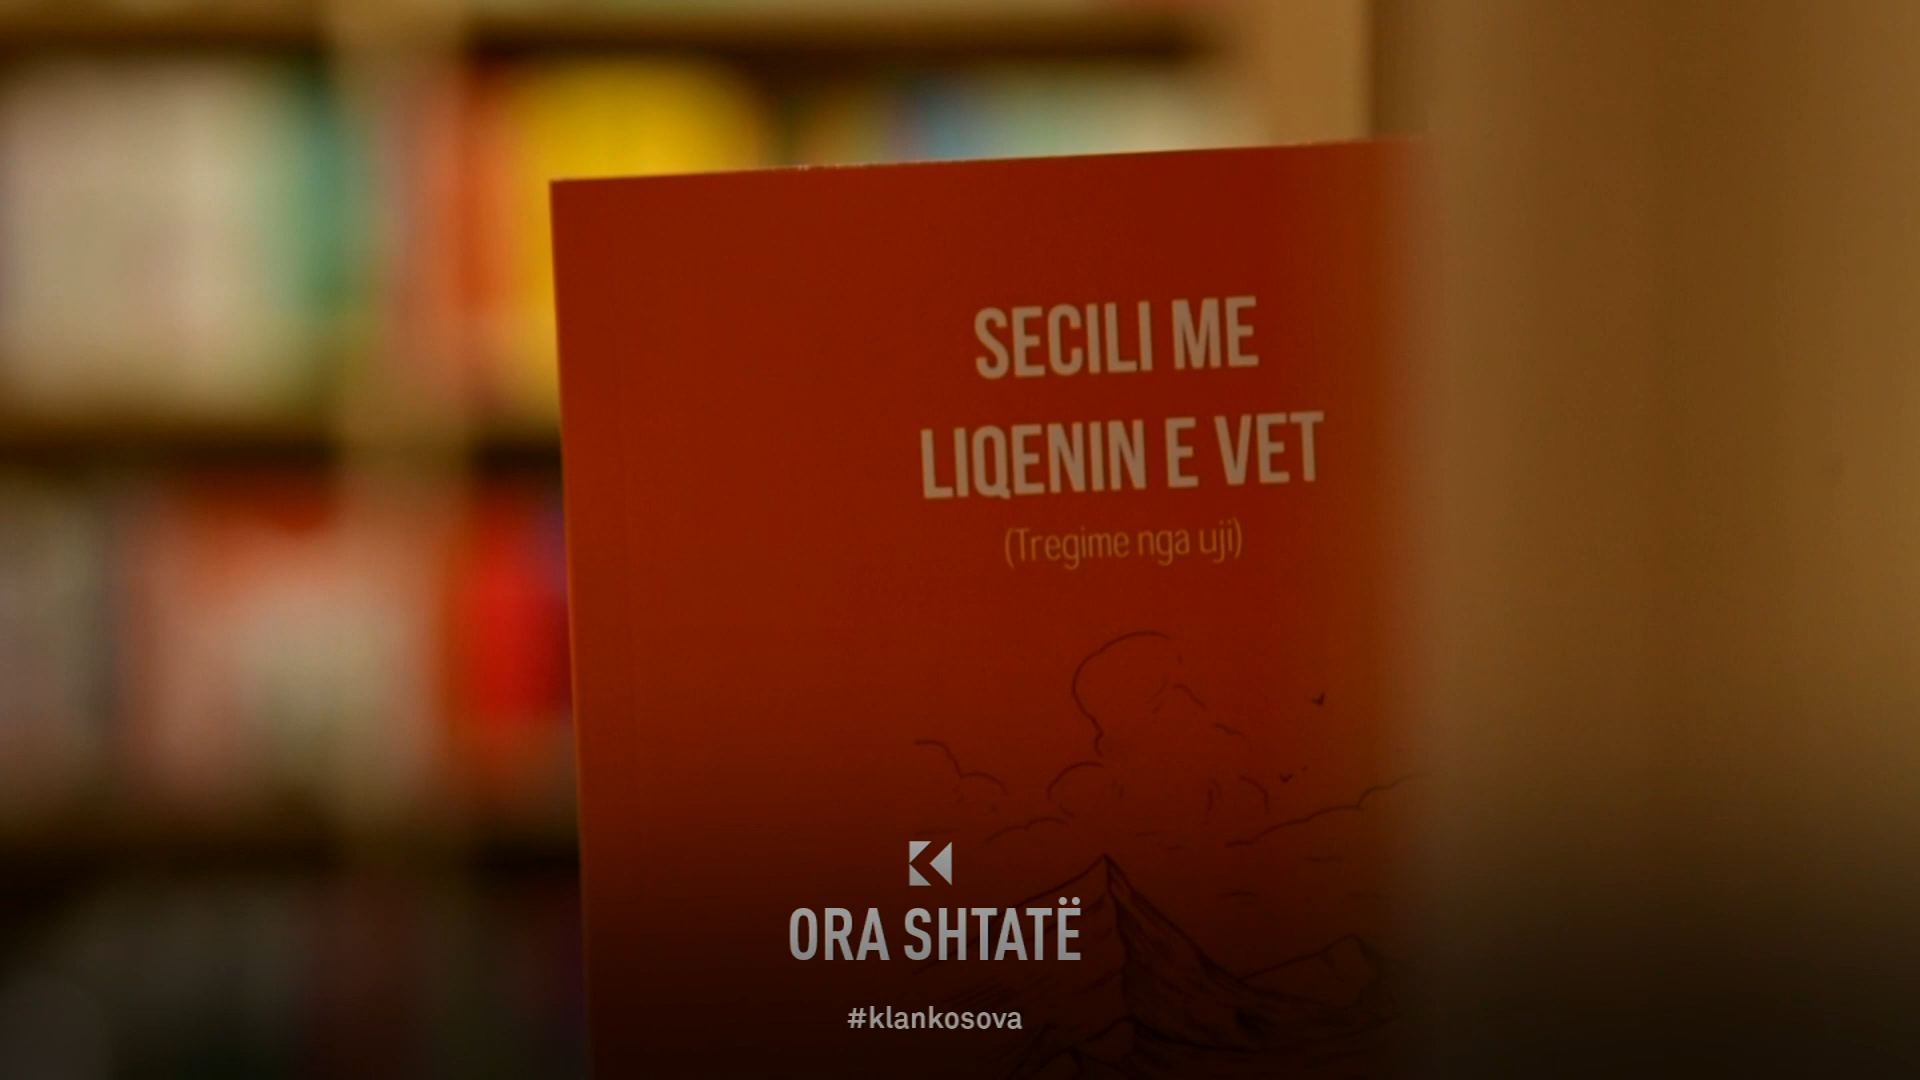 SECILI ME
LIQENIN E VET
(Tregime nga uji)
ORA SHTATË
#klankosova